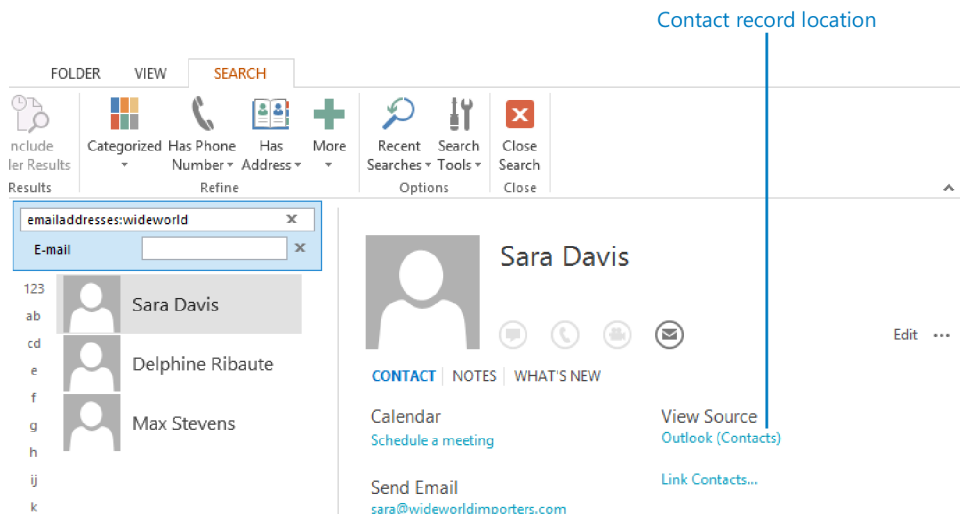 Contact record location
FOLDER VIEW SEARCH
nclude Categorized Has Phone Has More Recent Search Close
ler Results Number Address Searches Tools Search
Results Refine Options Close
emailaddresses:wideworld
E-mail
Sara Davis
Edit
123
ab
cd
e
f
g
h
ij
k
Sara Davis
Delphine Ribaute
Max Stevens
CONTACT NOTES WHAT'S NEW
Calendar View Source
Schedule a meeting Outlook (Contacts)
Link Contacts...
Send Email
sara@wideworldimporters.com